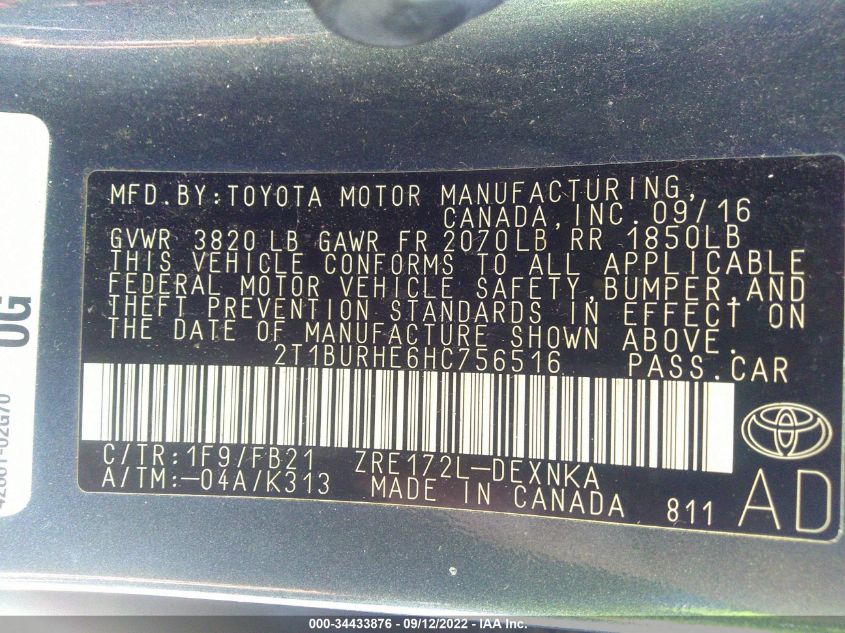 MFD.BY:TOYOTA MOTOR MANUFACTURING,
CANADA,INC.09/16
GVWR 3820 LB GAWR FR 2070LB RR 1850LB
THIS VEHICLE CONFORMS TO ALL APPLICABLE
FEDERAL MOTOR VEHICLE SAFETY,BUMPER,AND
THEFT PREVENTION STANDARDS IN EFFECT ON
THE DATE OF MANUFACTURE SHOWN ABOVE.
2T1BURHE6HC756516 PASS.CAR
C/TR:1F9/FB21 ZRE172L-DEXNKA
A/TM:-04A/K313 MADE IN CANADA 811
AD
0G
000-34433876 - 09/12/2022 - IAA Inc.